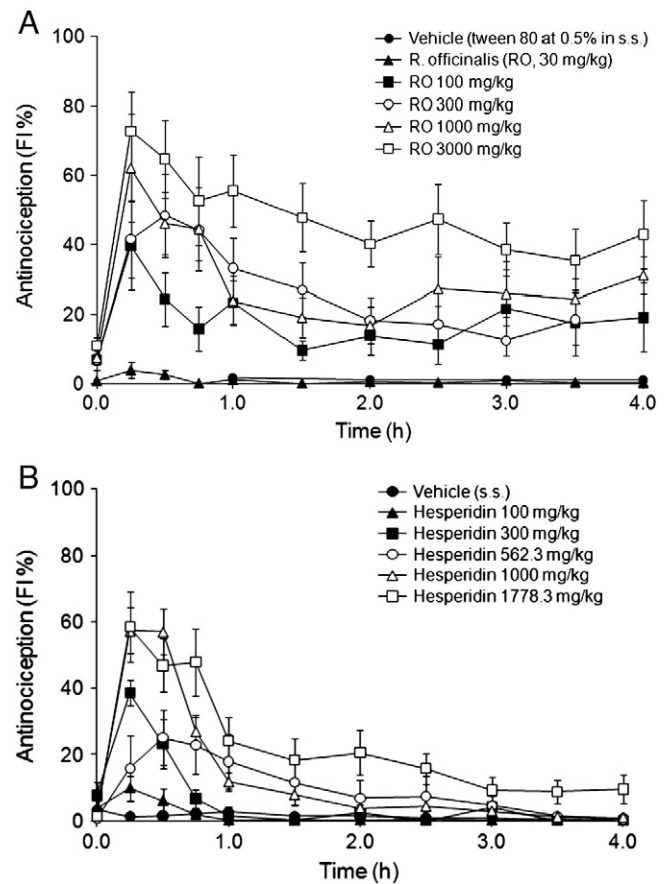 A
Antinociception (FI %)
100
80
60
40
20
0
Vehicle (tween 80 at 0.5% in s.s.)
R. officinalis (RO, 30 mg/kg)
RO 100 mg/kg
RO 300 mg/kg
RO 1000 mg/kg
RO 3000 mg/kg
0.0 1.0 2.0 3.0 4.0
Time (h)
B
Antinociception (FI %)
100
80
60
40
20
0
Vehicle (s.s.)
Hesperidin 100 mg/kg
Hesperidin 300 mg/kg
Hesperidin 562.3 mg/kg
Hesperidin 1000 mg/kg
Hesperidin 1778.3 mg/kg
0.0 1.0 2.0 3.0 4.0
Time (h)